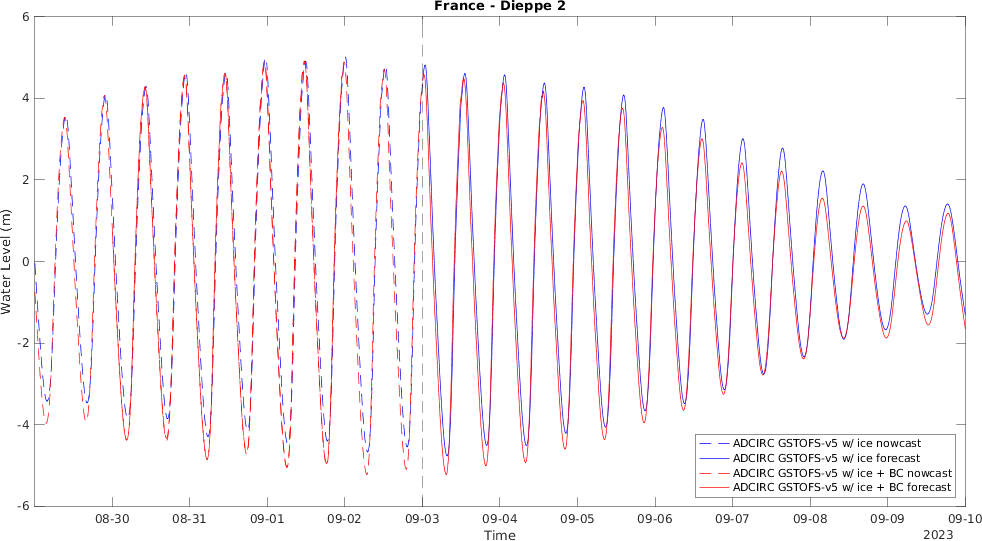 France - Dieppe 2
6
4
2
0
-2
-4
-6
Water Level (m)
08-30 08-31 09-01 09-02 09-03 09-04 09-05 09-06 09-07 09-08 09-09 09-10
Time
2023
ADCIRC GSTOFS-v5 w/ ice nowcast
ADCIRC GSTOFS-v5 w/ ice forecast
ADCIRC GSTOFS-v5 w/ ice + BC nowcast
ADCIRC GSTOFS-v5 w/ ice + BC forecast